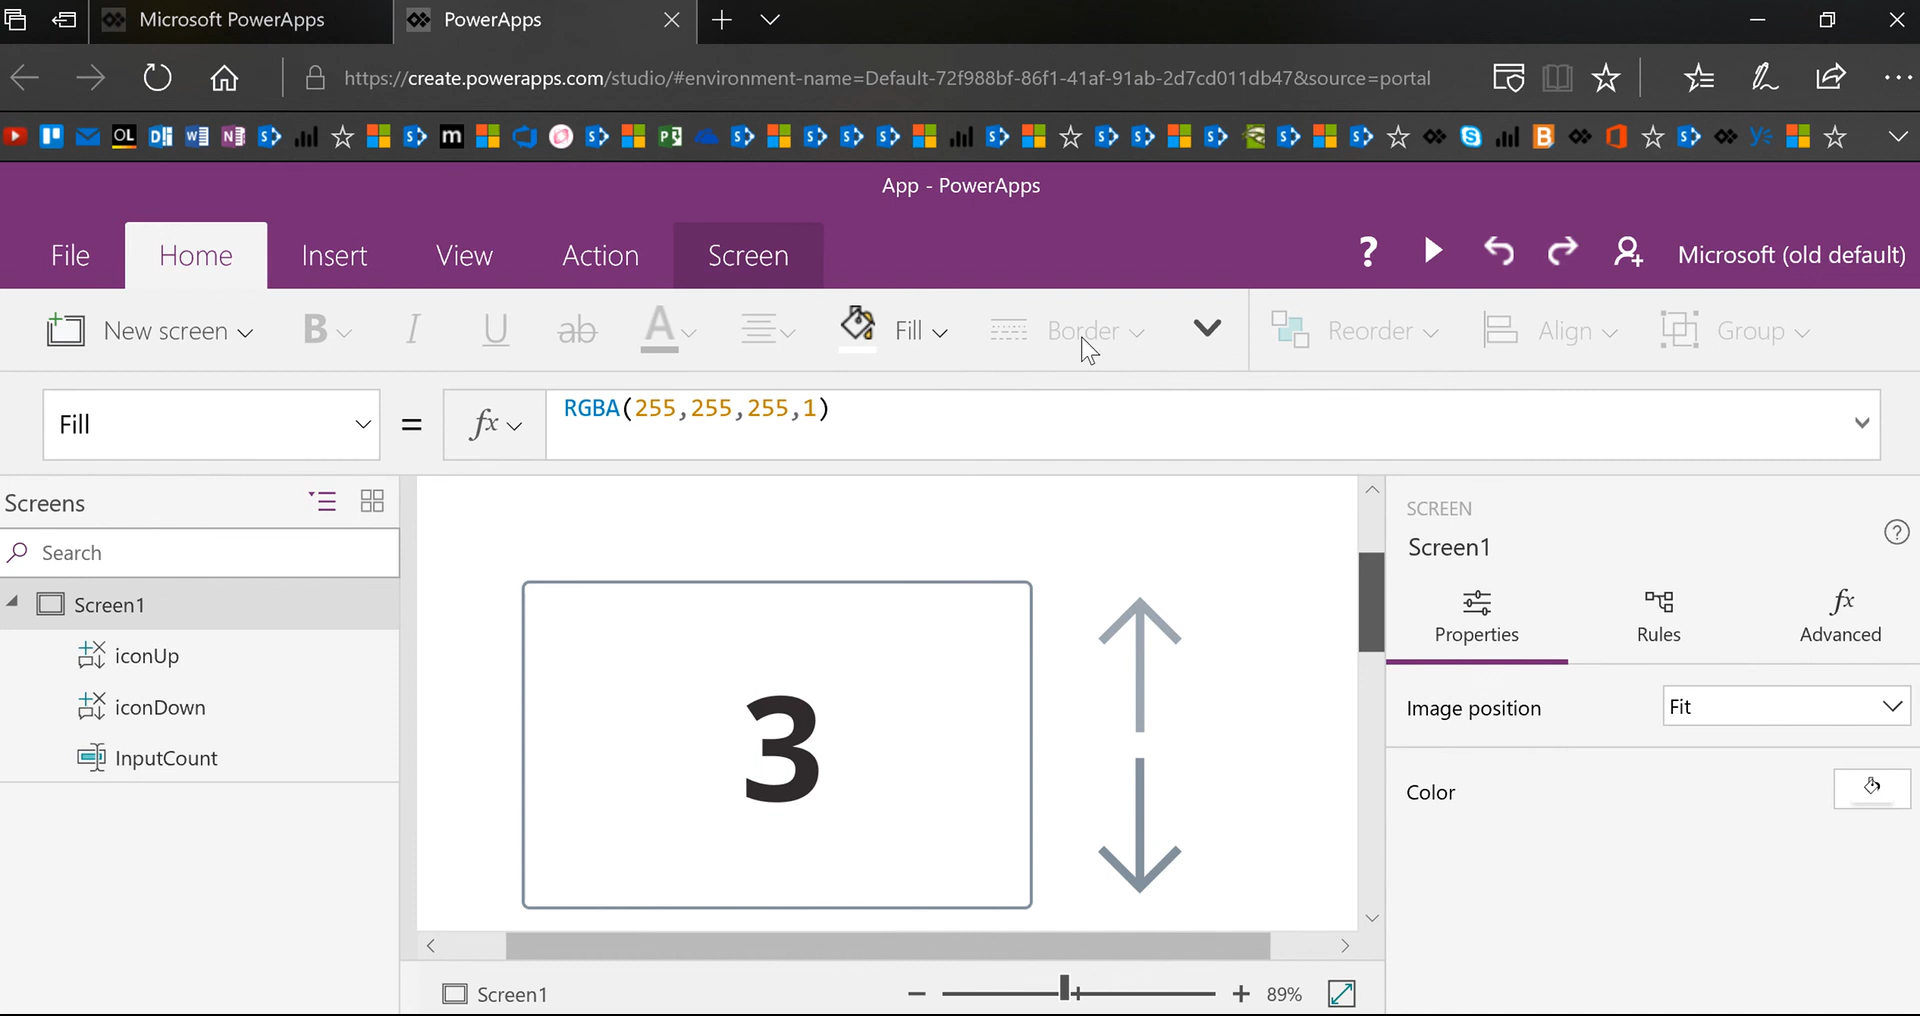 Microsoft PowerApps
PowerApps
https://create.powerapps.com/studio/#environment-name=Default-72f988bf-86f1-41af-91ab-2d7cd011db47&source=portal
App - PowerApps
File Home Insert View Action Screen ? Microsoft (old default)
New screen B I U ab A Fill Border Reorder Align Group
Fill = fx RGBA(255,255,255,1)
Screens
Search
Screen1
iconUp
iconDown
InputCount
3
SCREEN
Screen1
Properties Rules fx Advanced
Image position Fit
Color
Screen1 89%